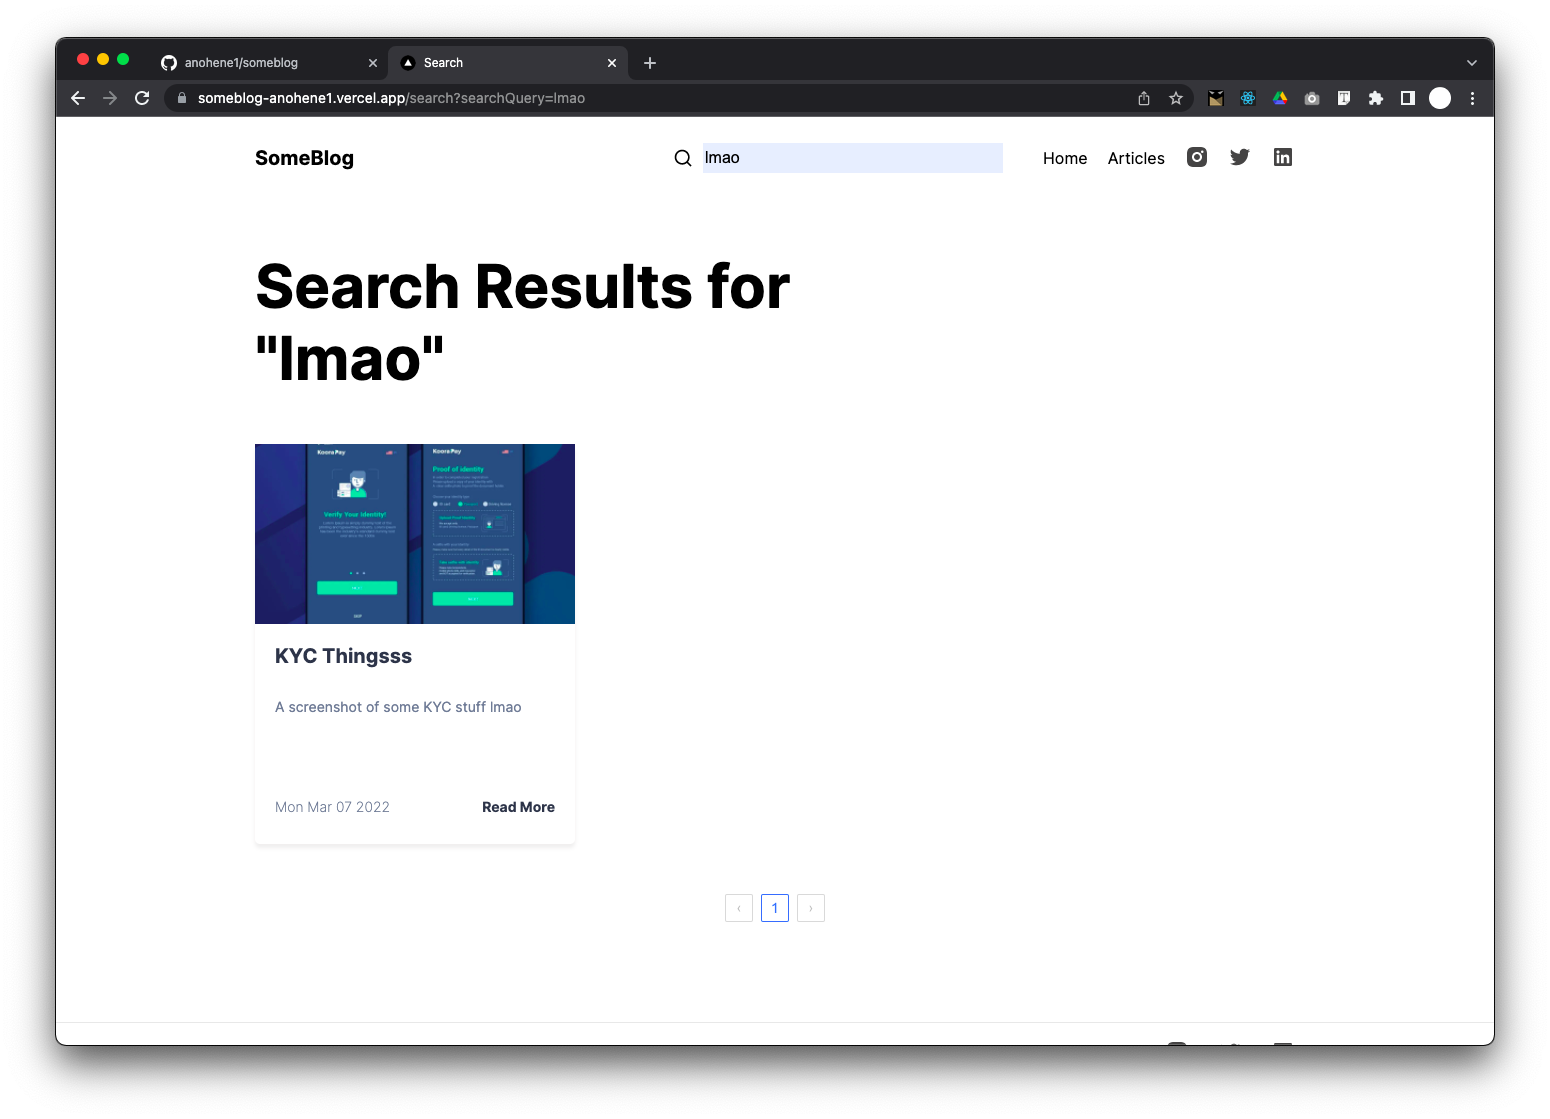 anohene1/someblog
Search
someblog-anohene1.vercel.app/search?searchQuery=lmao
SomeBlog
lmao
Home
Articles
Search Results for
"lmao"
Koora Pay
Verify Your Identity!
Koora Pay
Proof of identity
KYC Thingsss
A screenshot of some KYC stuff lmao
Mon Mar 07 2022
Read More
‹ 1 ›